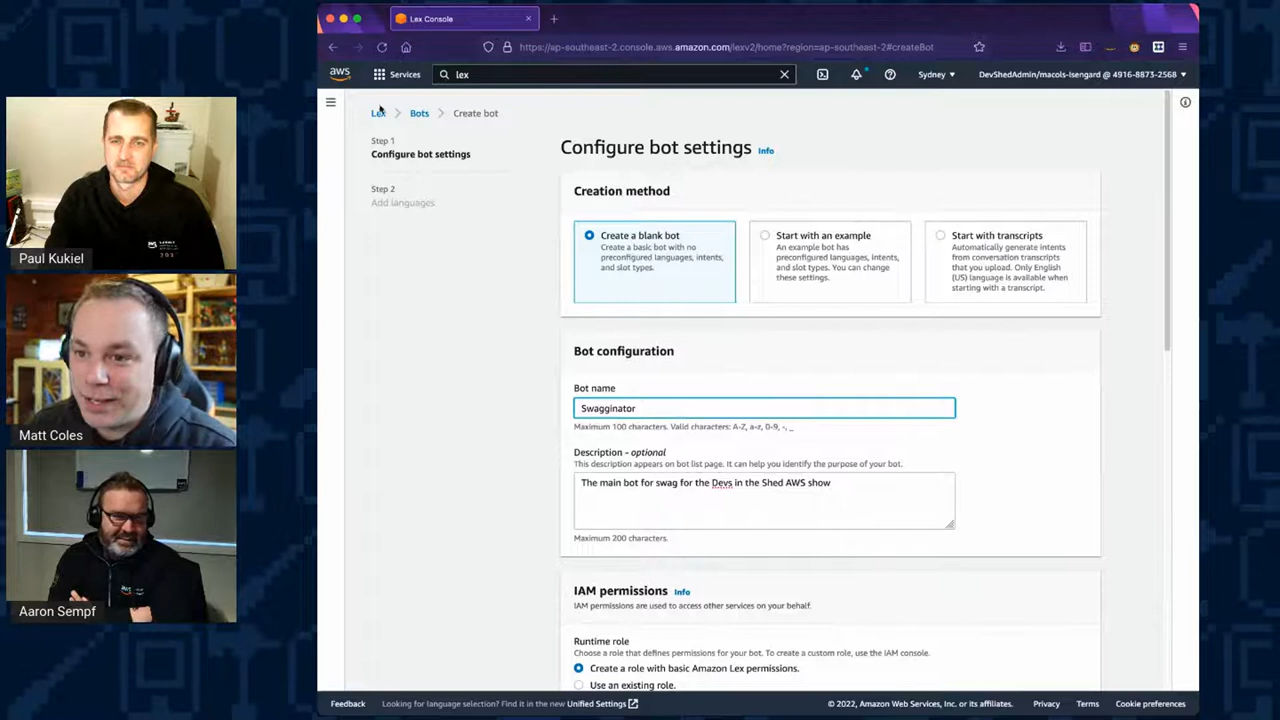 Lex Console
https://ap-southeast-2.console.aws.amazon.com/lexv2/home?region=ap-southeast-2#createBot
aws
Services
lex
Sydney
DevShedAdmin/macols-Isengard @ 4916-8873-2568
Lex
Bots
Create bot
Step 1
Configure bot settings
Step 2
Add languages
Configure bot settings
Info
Creation method
Create a blank bot
Create a basic bot with no
preconfigured languages, intents,
and slot types.
Start with an example
An example bot has
preconfigured languages, intents,
and slot types. You can change
these settings.
Start with transcripts
Automatically generate intents
from conversation transcripts
that you upload. Only English
(US) language is available when
starting with a transcript.
Bot configuration
Bot name
Swagginator
Maximum 100 characters. Valid characters: A-Z, a-z, 0-9, -, _
Description - optional
This description appears on bot list page. It can help you identify the purpose of your bot.
The main bot for swag for the Devs in the Shed AWS show
Maximum 200 characters.
IAM permissions
Info
IAM permissions are used to access other services on your behalf.
Runtime role
Choose a role that defines permissions for your bot. To create a custom role, use the IAM console.
Create a role with basic Amazon Lex permissions.
Use an existing role.
Feedback
Looking for language selection? Find it in the new Unified Settings
© 2022, Amazon Web Services, Inc. or its affiliates.
Privacy
Terms
Cookie preferences
Paul Kukiel
Matt Coles
aws
Aaron Sempf